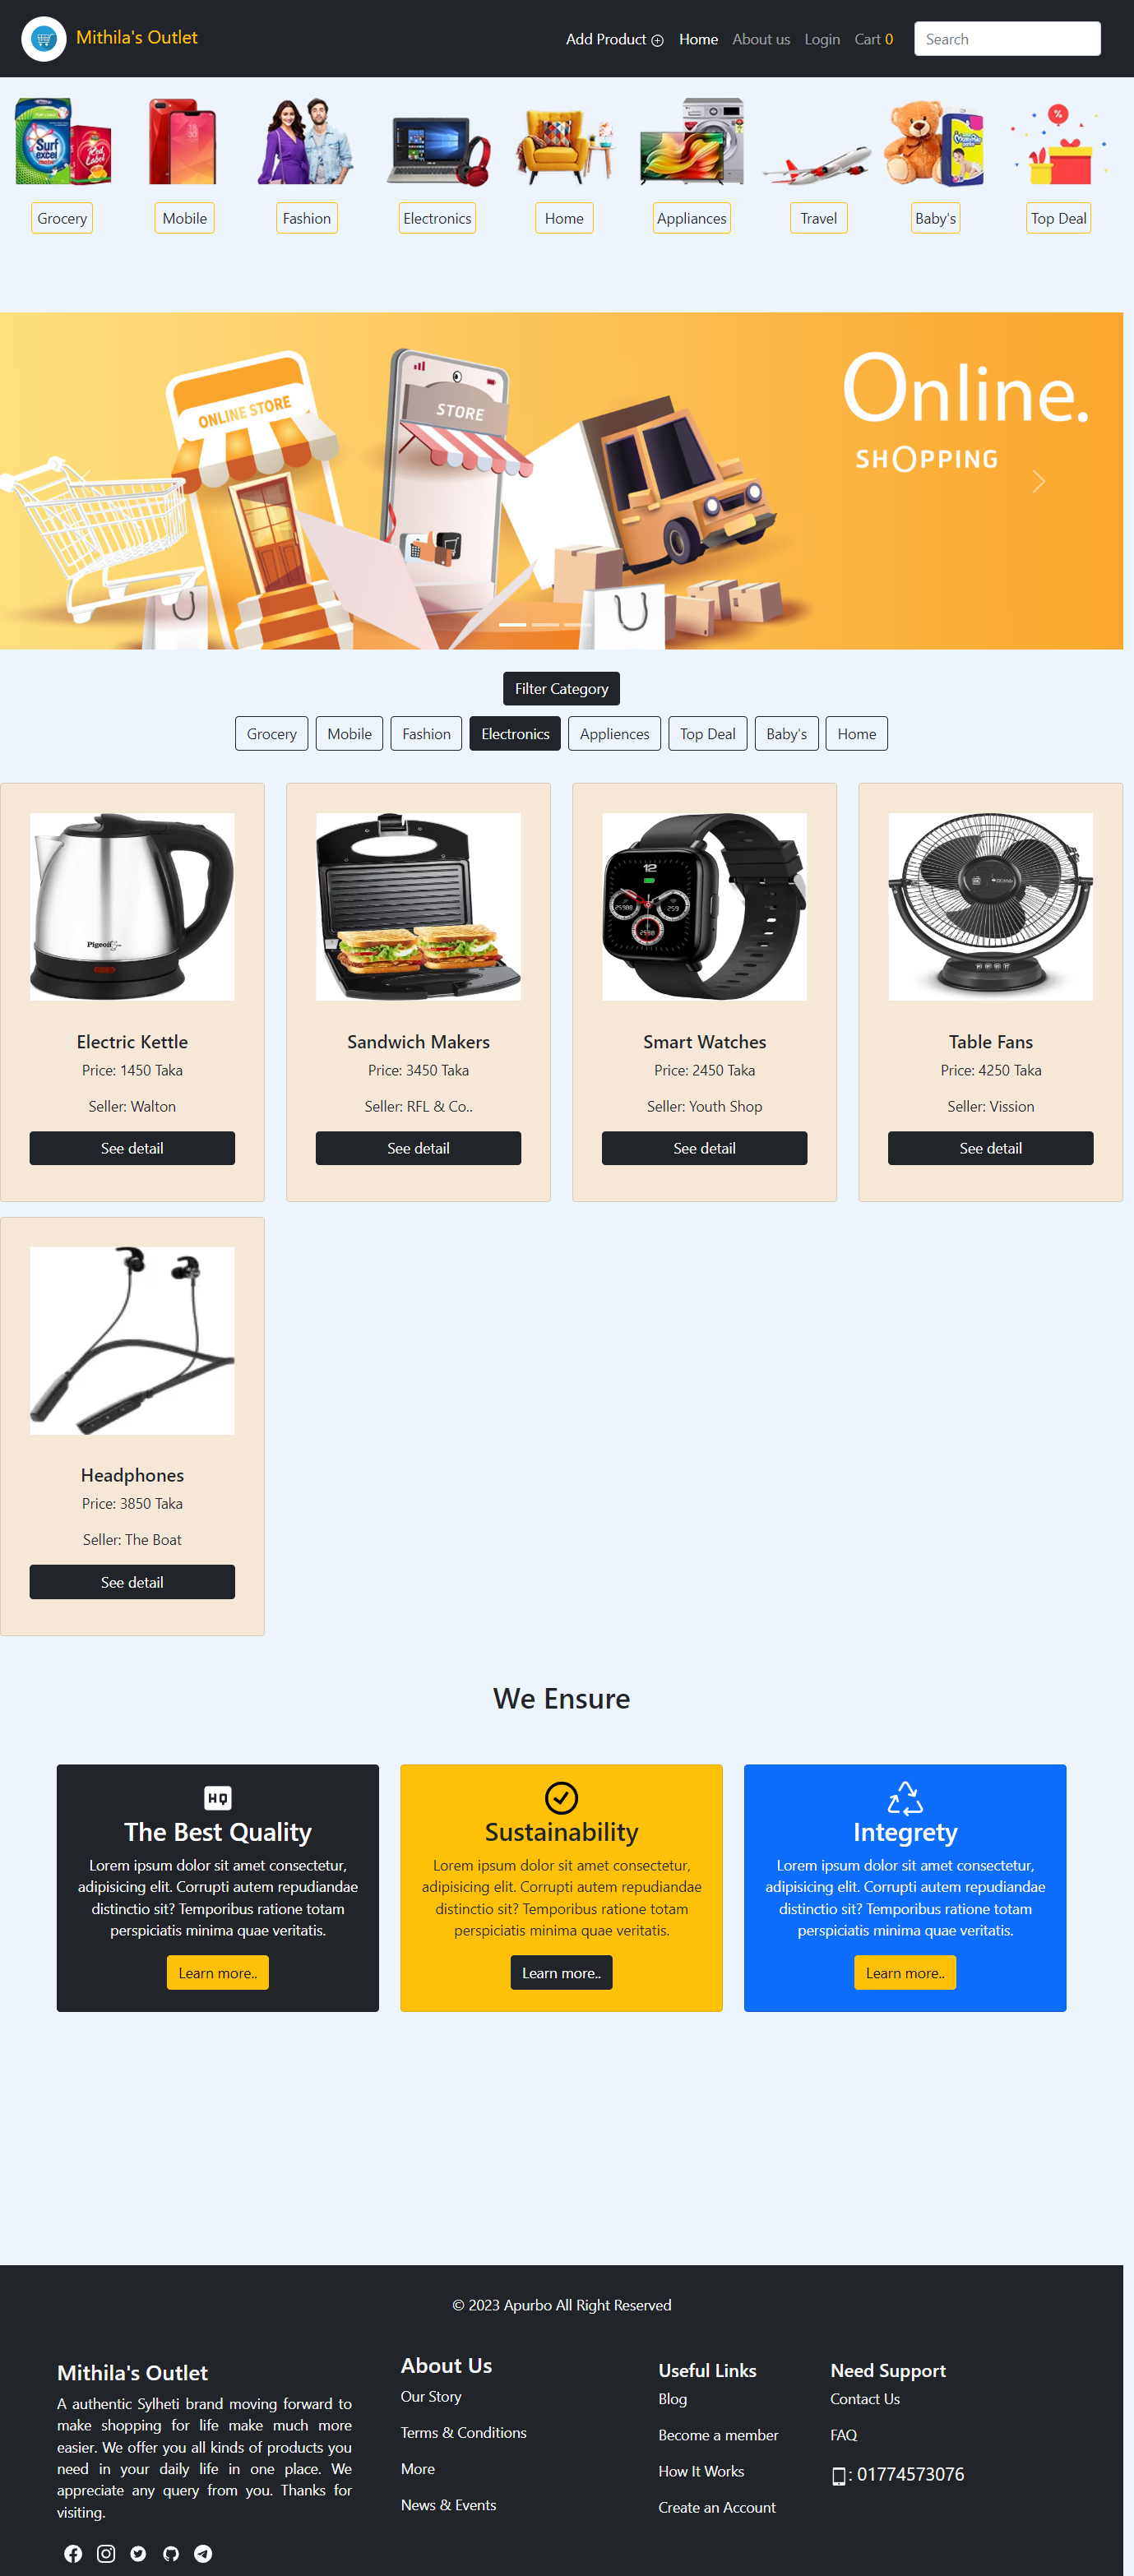 Mithila's Outlet
Add Product Home About us Login Cart 0 Search
Surf excel
Red Label
Grocery Mobile Fashion Electronics Home Appliances Travel Baby's Top Deal
ONLINE STORE
STORE
Online.
SHOPPING
Filter Category
Grocery Mobile Fashion Electronics Appliences Top Deal Baby's Home
Pigeon
12
Electric Kettle Sandwich Makers Smart Watches Table Fans
Price: 1450 Taka Price: 3450 Taka Price: 2450 Taka Price: 4250 Taka
Seller: Walton Seller: RFL & Co.. Seller: Youth Shop Seller: Vission
See detail See detail See detail See detail
Headphones
Price: 3850 Taka
Seller: The Boat
See detail
We Ensure
HQ
The Best Quality
Lorem ipsum dolor sit amet consectetur,
adipisicing elit. Corrupti autem repudiandae
distinctio sit? Temporibus ratione totam
perspiciatis minima quae veritatis.
Learn more..
Sustainability
Lorem ipsum dolor sit amet consectetur,
adipisicing elit. Corrupti autem repudiandae
distinctio sit? Temporibus ratione totam
perspiciatis minima quae veritatis.
Learn more..
Integrety
Lorem ipsum dolor sit amet consectetur,
adipisicing elit. Corrupti autem repudiandae
distinctio sit? Temporibus ratione totam
perspiciatis minima quae veritatis.
Learn more..
© 2023 Apurbo All Right Reserved
Mithila's Outlet
A authentic Sylheti brand moving forward to
make shopping for life make much more
easier. We offer you all kinds of products you
need in your daily life in one place. We
appreciate any query from you. Thanks for
visiting.
About Us
Our Story
Terms & Conditions
More
News & Events
Useful Links
Blog
Become a member
How It Works
Create an Account
Need Support
Contact Us
FAQ
: 01774573076